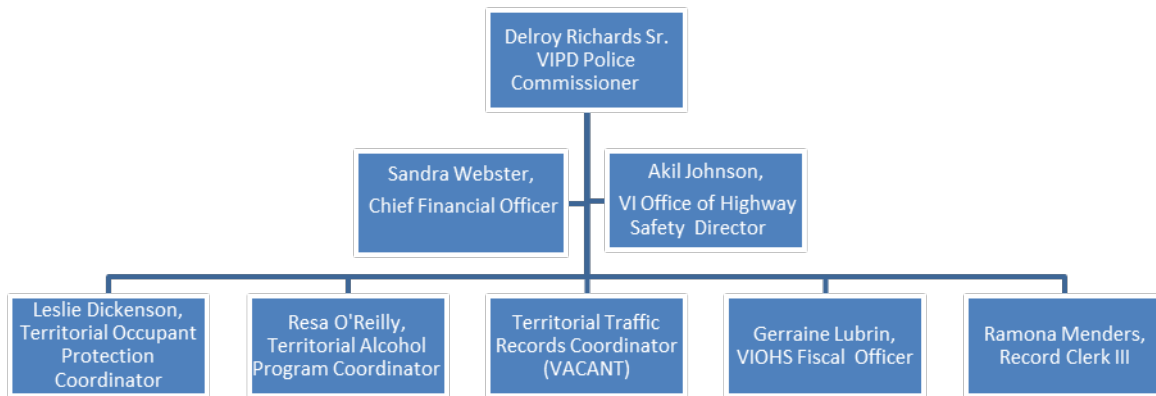 Delroy Richards Sr.
VIPD Police
Commissioner
Sandra Webster,
Chief Financial Officer
Akil Johnson,
VI Office of Highway
Safety Director
Leslie Dickenson,
Territorial Occupant
Protection
Coordinator
Resa O'Reilly,
Territorial Alcohol
Program Coordinator
Territorial Traffic
Records Coordinator
(VACANT)
Gerraine Lubrin,
VIOHS Fiscal Officer
Ramona Menders,
Record Clerk III